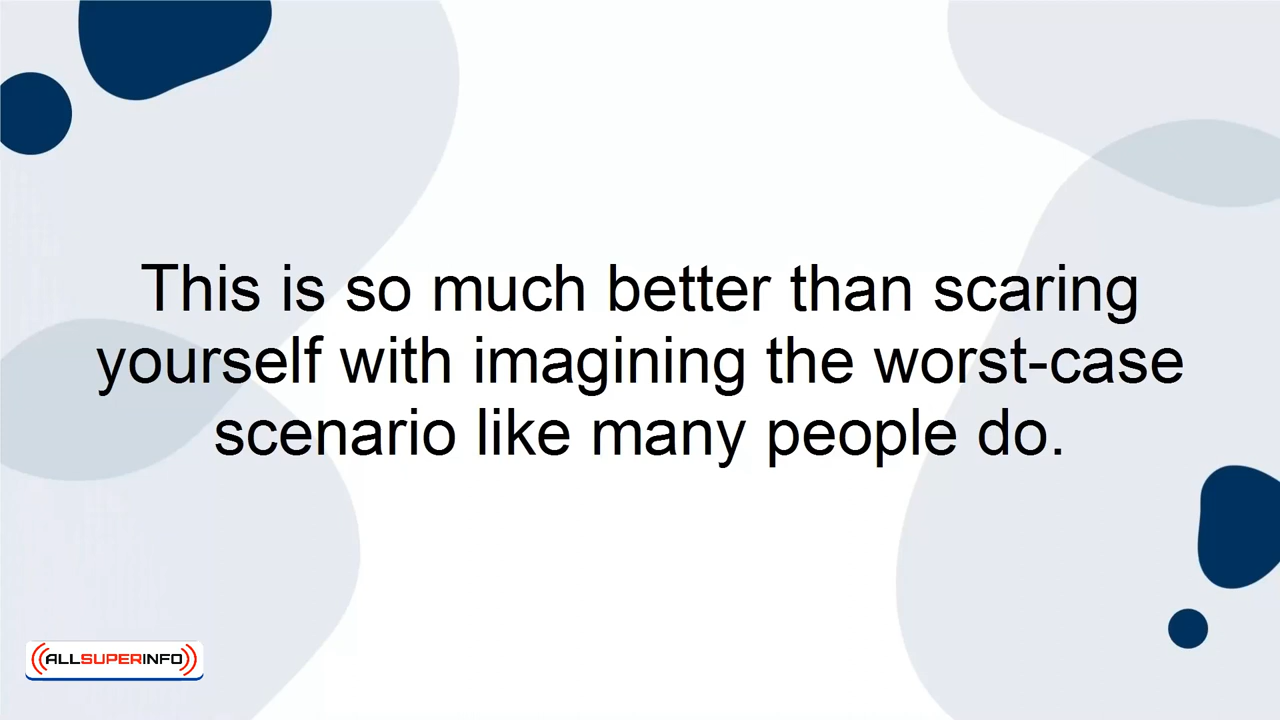 This is so much better than scaring
yourself with imagining the worst-case
scenario like many people do.
ALLSUPERINFO